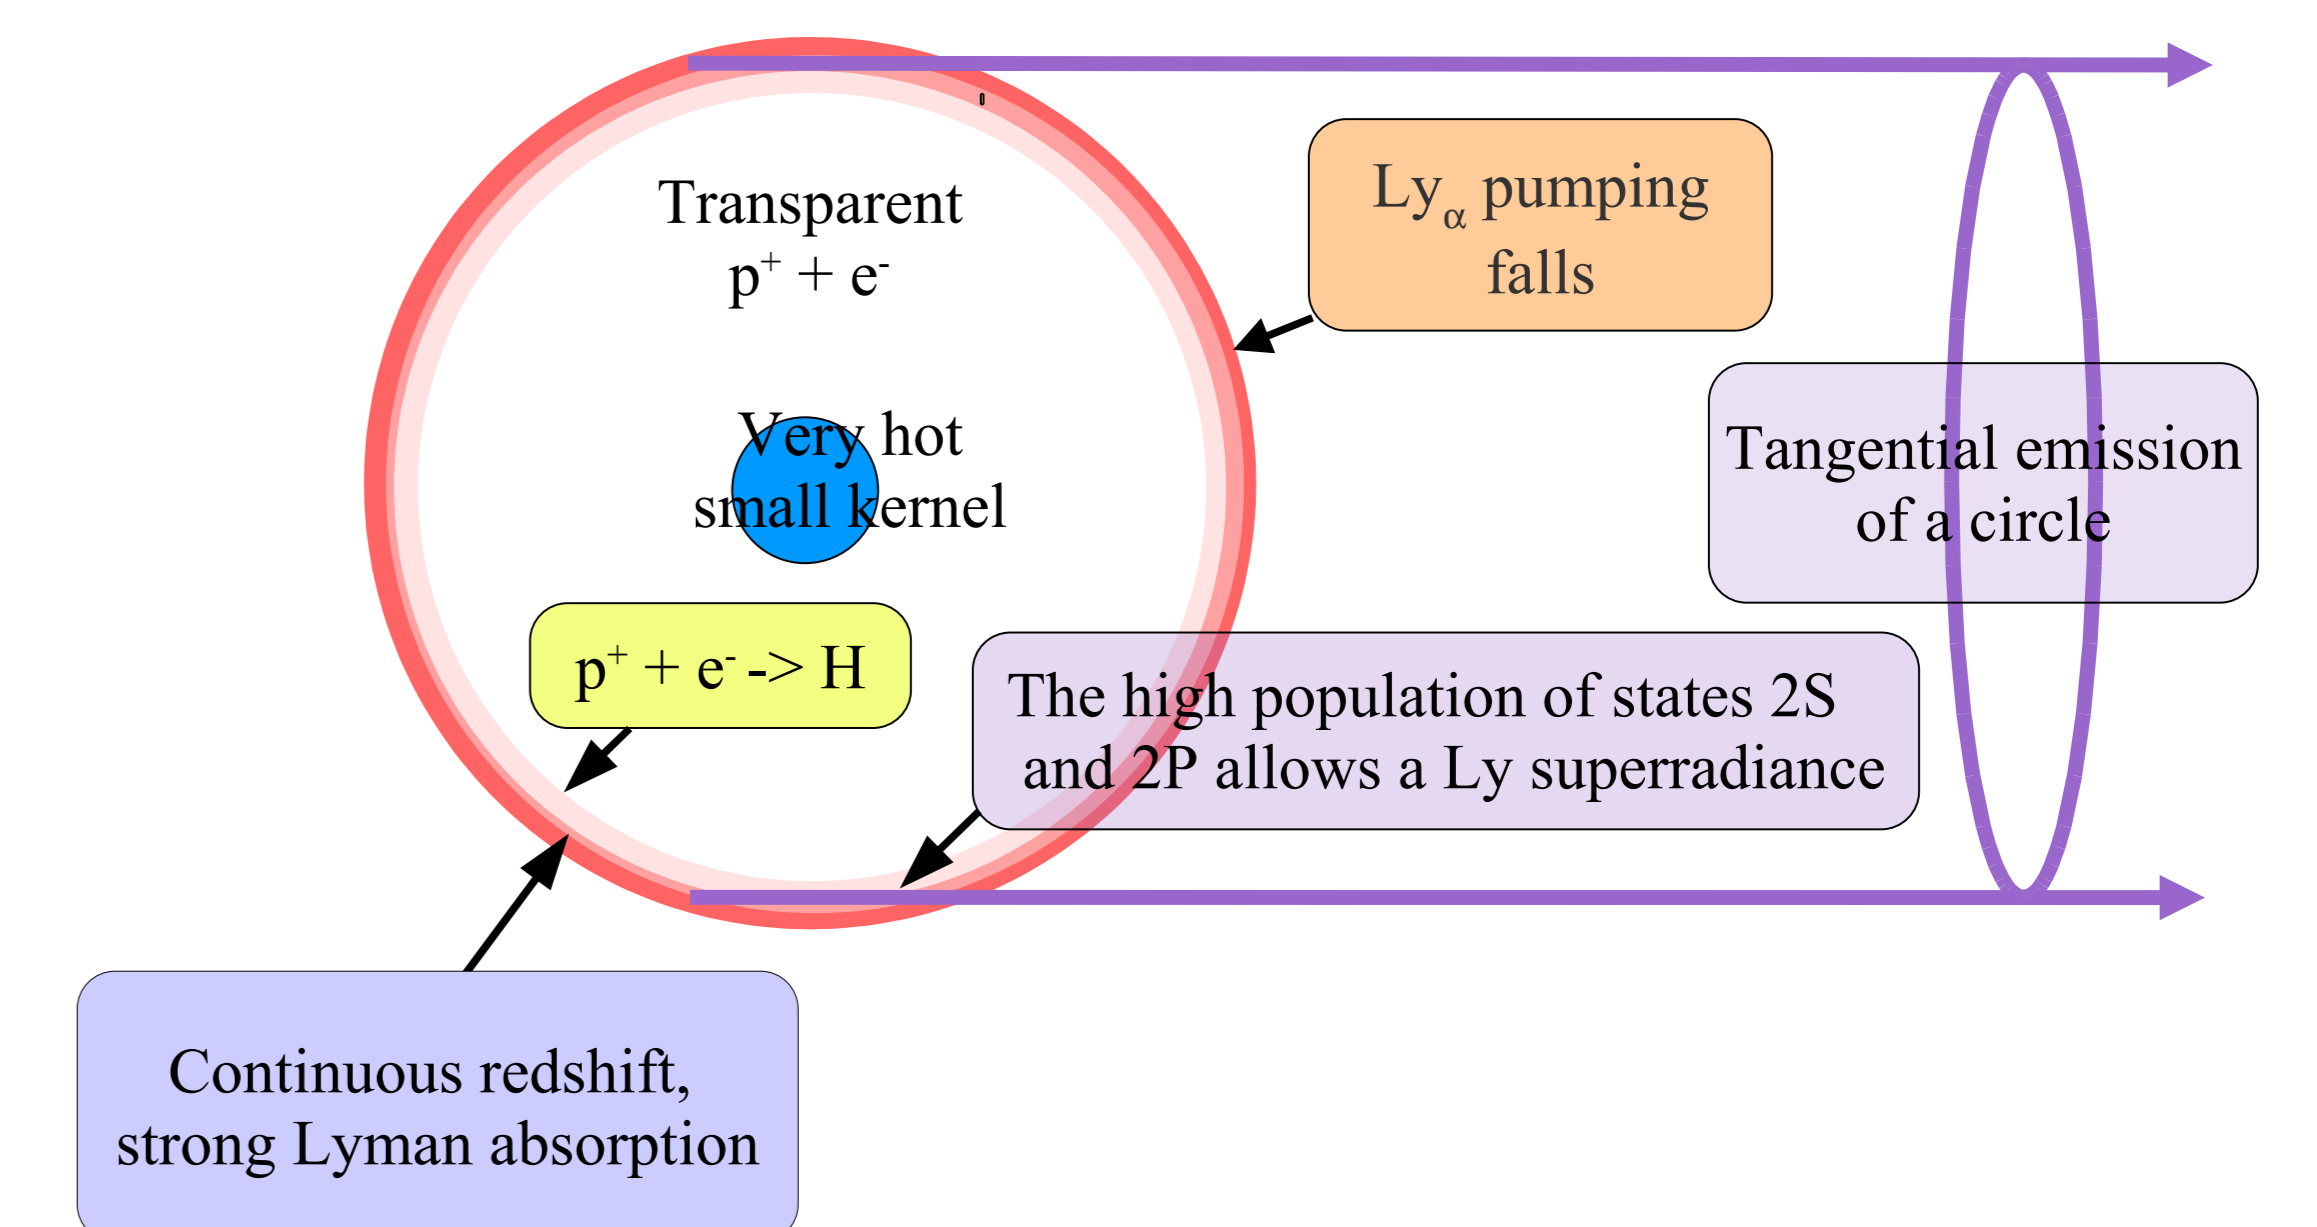 Transparent
p⁺ + e⁻
Lyα pumping
falls
Very hot
small kernel
Tangential emission
of a circle
p⁺ + e⁻ -> H
The high population of states 2S
and 2P allows a Ly superradiance
Continuous redshift,
strong Lyman absorption